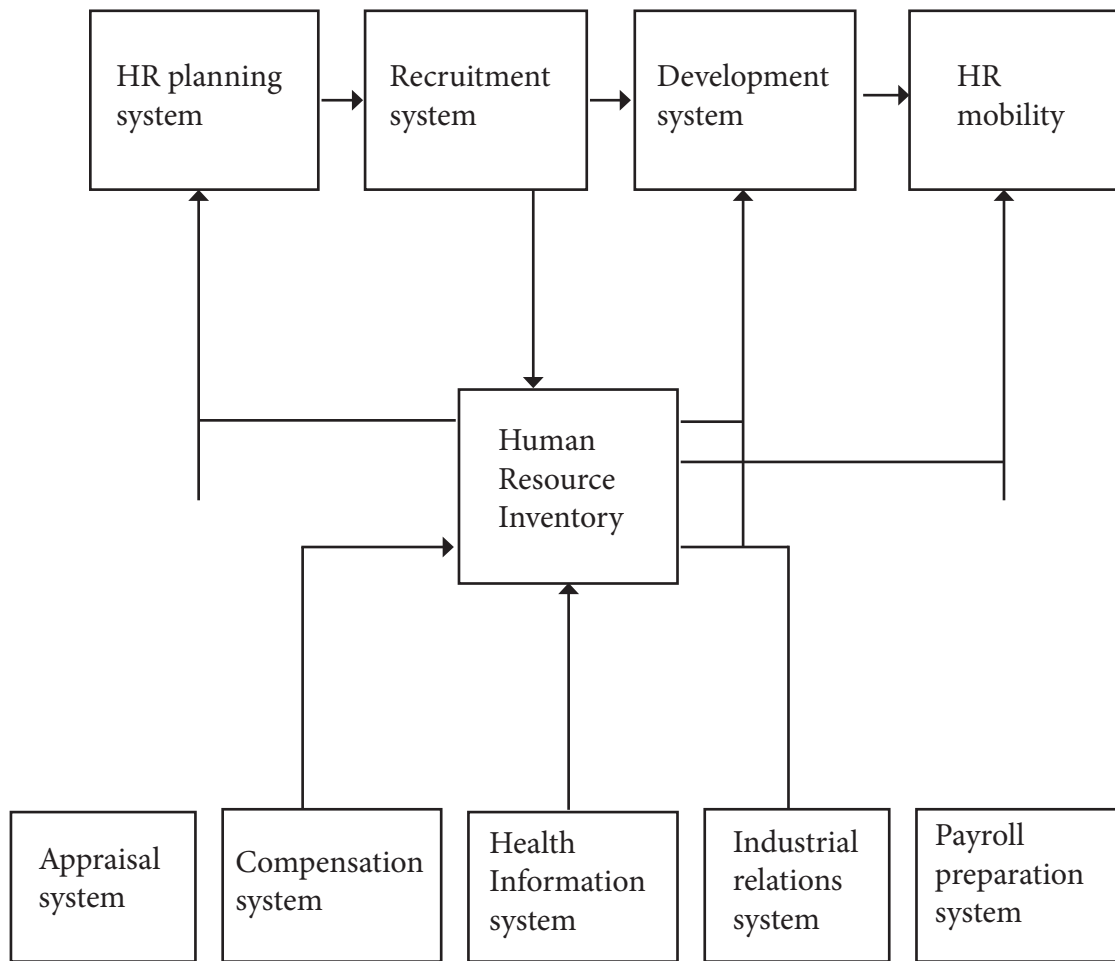 HR planning
system
Recruitment
system
Development
system
HR
mobility
Human
Resource
Inventory
Appraisal
system
Compensation
system
Health
Information
system
Industrial
relations
system
Payroll
preparation
system